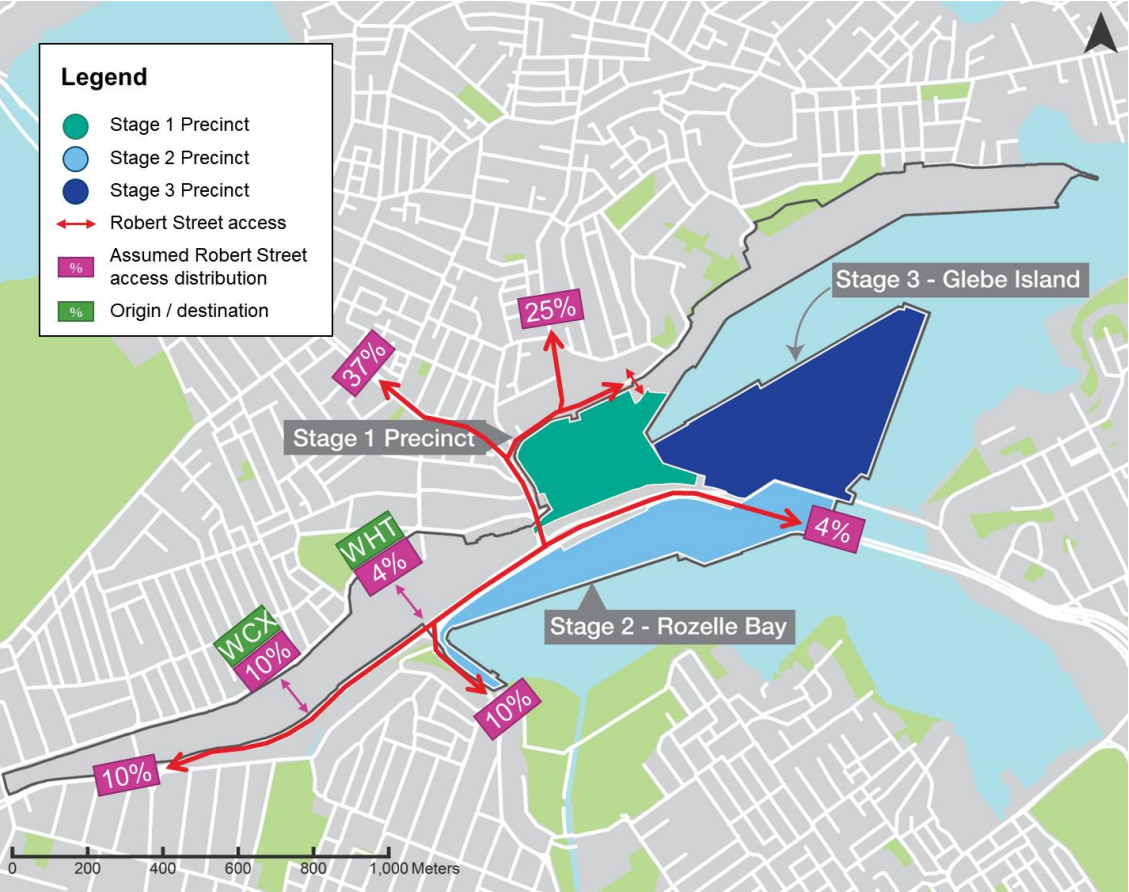 Legend
Stage 1 Precinct
Stage 2 Precinct
Stage 3 Precinct
Robert Street access
%
Assumed Robert Street
access distribution
%
Origin / destination
Stage 3 - Glebe Island
25%
37%
Stage 1 Precinct
WHT
4%
4%
Stage 2 - Rozelle Bay
WCX
10%
10%
10%
0 200 400 600 800 1,000 Meters